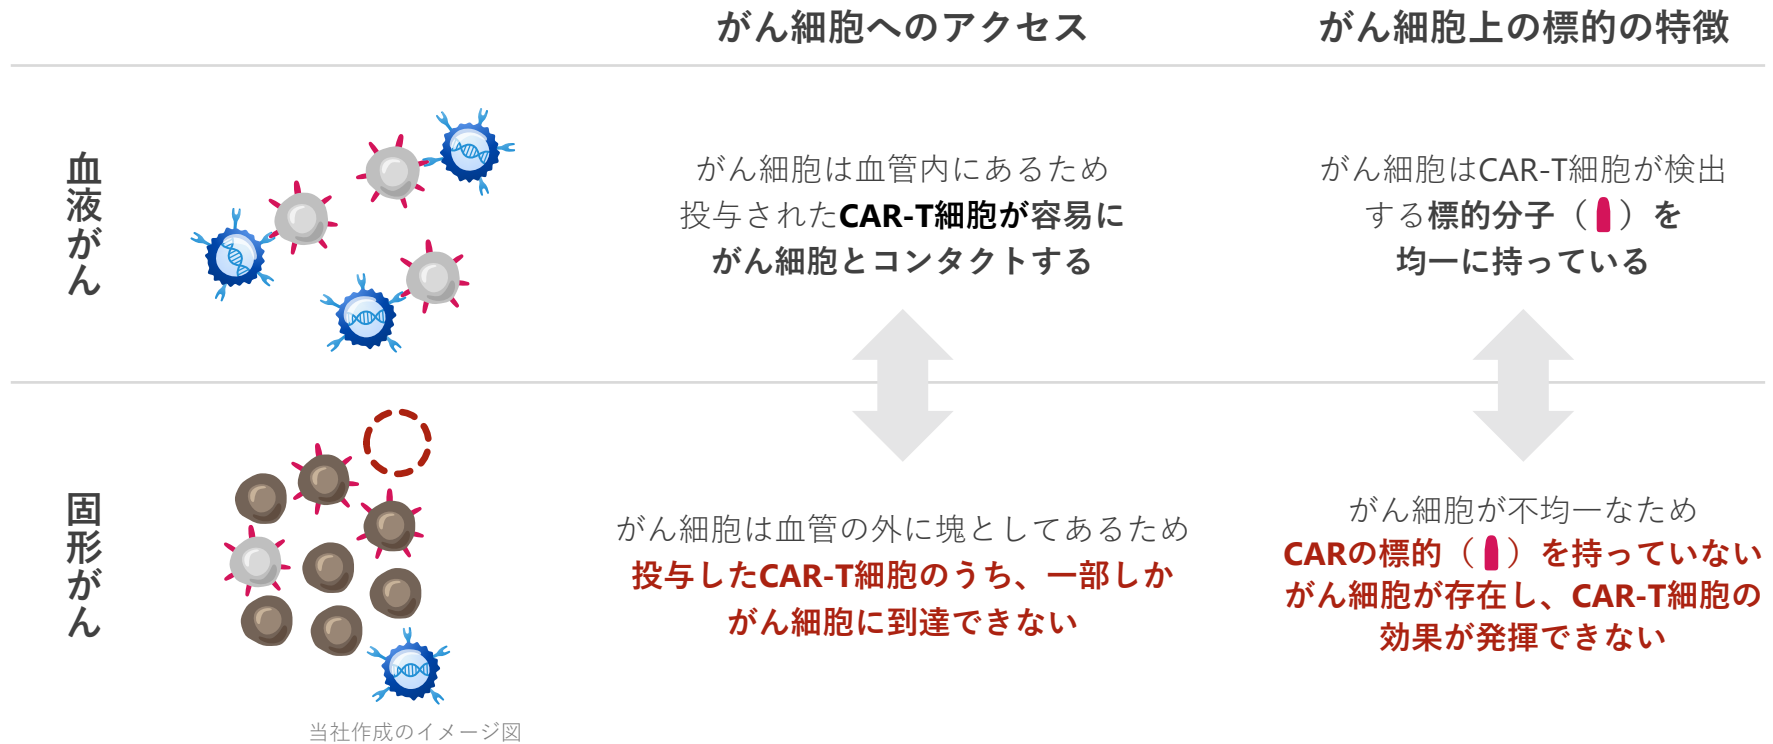 がん細胞へのアクセス
がん細胞上の標的の特徴
血液がん
がん細胞は血管内にあるため
投与されたCAR-T細胞が容易に
がん細胞とコンタクトする
がん細胞はCAR-T細胞が検出
する標的分子（）を
均一に持っている
固形がん
がん細胞は血管の外に塊としてあるため
投与したCAR-T細胞のうち、一部しか
がん細胞に到達できない
がん細胞が不均一なため
CARの標的（）を持っていない
がん細胞が存在し、CAR-T細胞の
効果が発揮できない
当社作成のイメージ図